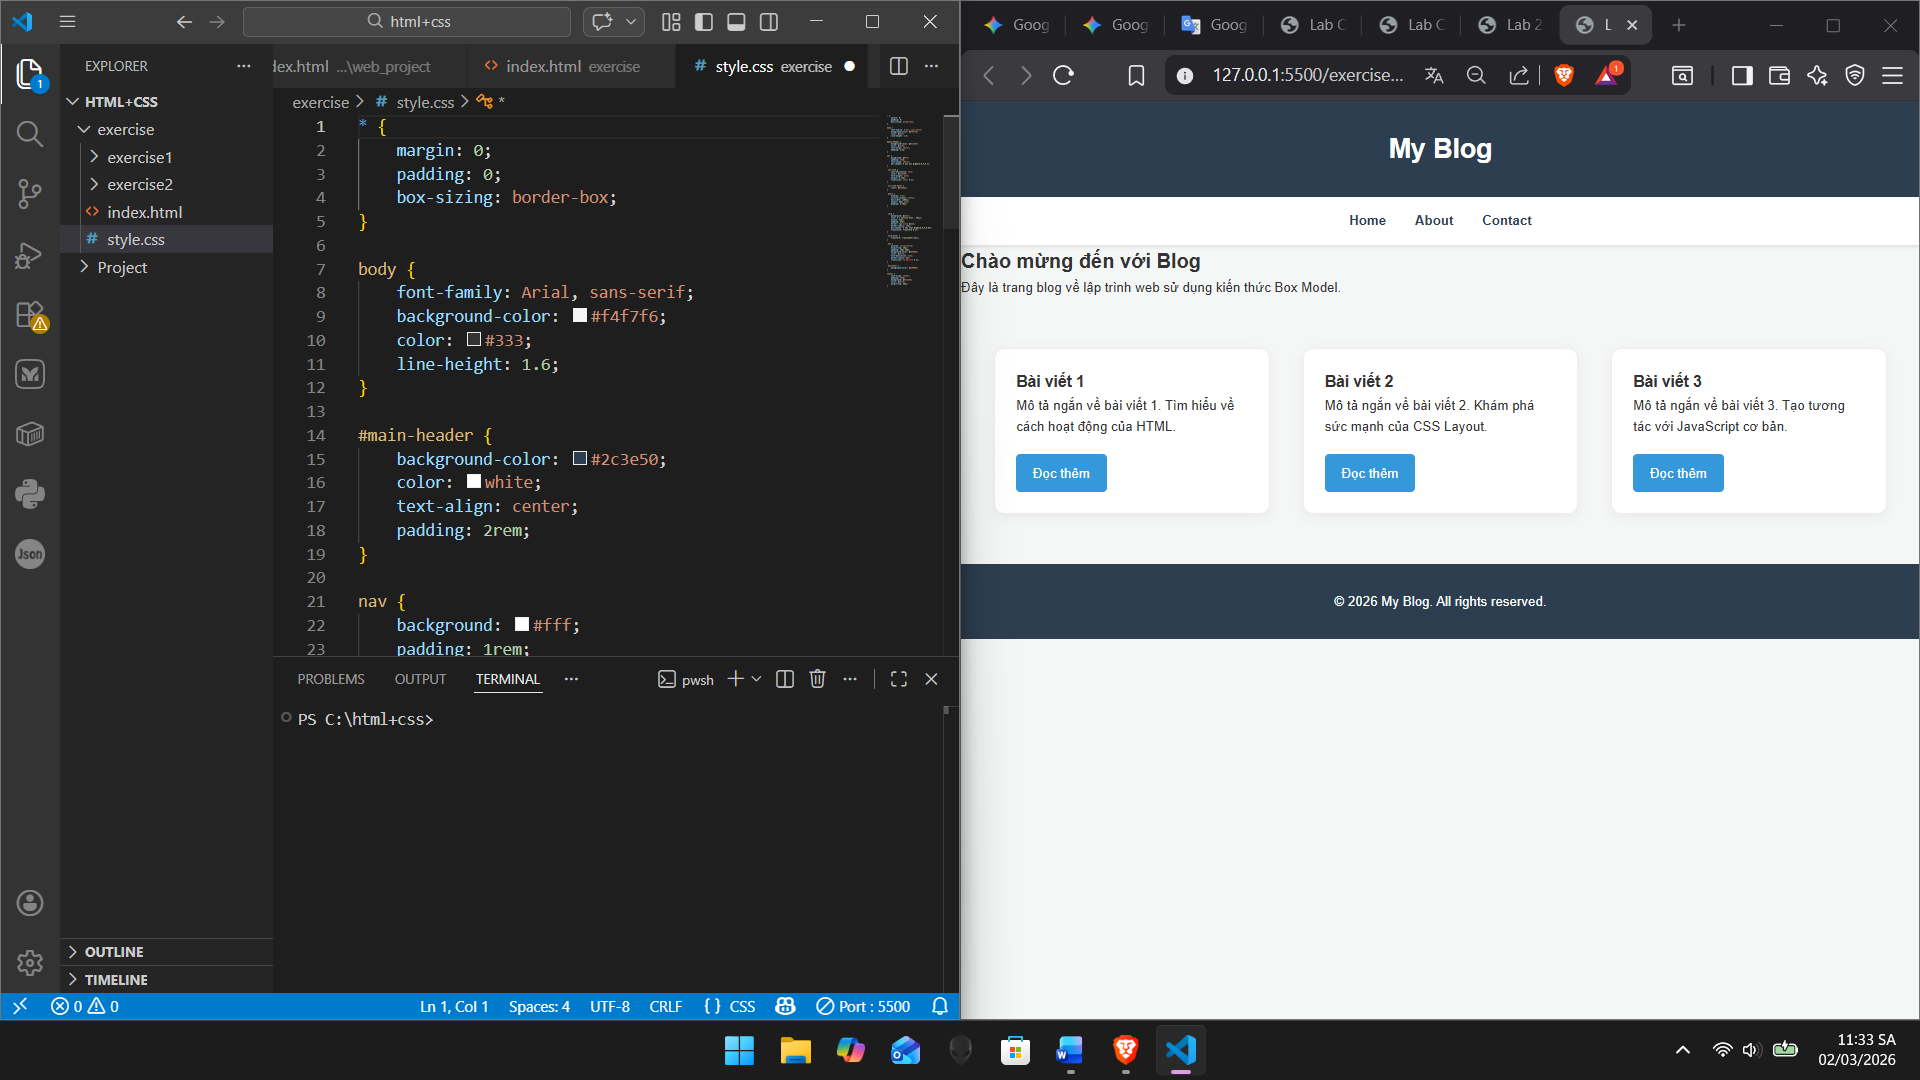 html+css
EXPLORER
HTML+CSS
exercise
exercise1
exercise2
index.html
style.css
Project
OUTLINE
TIMELINE
dex.html ...\web_project
index.html exercise
style.css exercise
exercise > # style.css > *
1 * {
2 margin: 0;
3 padding: 0;
4 box-sizing: border-box;
5 }
6
7 body {
8 font-family: Arial, sans-serif;
9 background-color: #f4f7f6;
10 color: #333;
11 line-height: 1.6;
12 }
13
14 #main-header {
15 background-color: #2c3e50;
16 color: white;
17 text-align: center;
18 padding: 2rem;
19 }
20
21 nav {
22 background: #fff;
23 padding: 1rem;
PROBLEMS OUTPUT TERMINAL
pwsh
PS C:\html+css>
0 0 Ln 1, Col 1 Spaces: 4 UTF-8 CRLF { } CSS Port : 5500
Goog Goog Goog Lab C Lab C Lab 2 L
127.0.0.1:5500/exercise...
1
My Blog
Home About Contact
Chào mừng đến với Blog
Đây là trang blog về lập trình web sử dụng kiến thức Box Model.
Bài viết 1
Mô tả ngắn về bài viết 1. Tìm hiểu về
cách hoạt động của HTML.
Đọc thêm
Bài viết 2
Mô tả ngắn về bài viết 2. Khám phá
sức mạnh của CSS Layout.
Đọc thêm
Bài viết 3
Mô tả ngắn về bài viết 3. Tạo tương
tác với JavaScript cơ bản.
Đọc thêm
© 2026 My Blog. All rights reserved.
1
Json
11:33 SA
02/03/2026